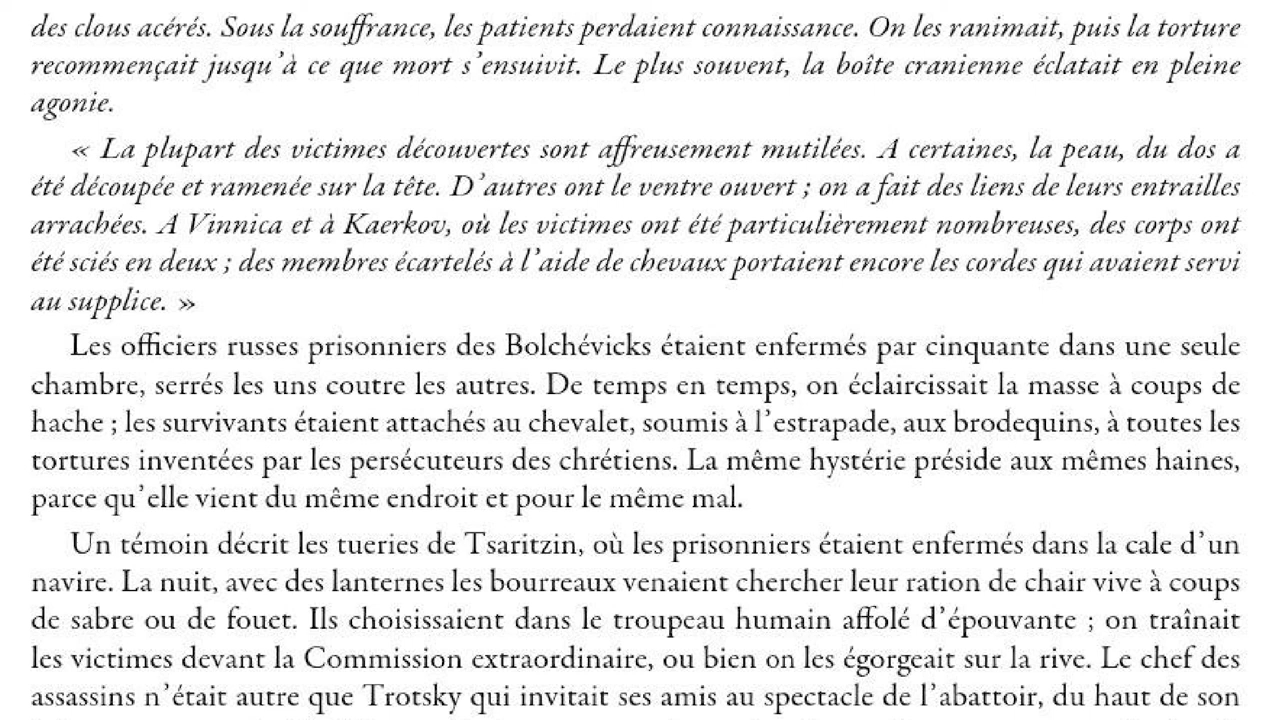 des clous acérés. Sous la souffrance, les patients perdaient connaissance. On les ranimait, puis la torture
recommençait jusqu'à ce que mort s'ensuivit. Le plus souvent, la boîte cranienne éclatait en pleine
agonie.
« La plupart des victimes découvertes sont affreusement mutilées. A certaines, la peau, du dos a
été découpée et ramenée sur la tête. D'autres ont le ventre ouvert ; on a fait des liens de leurs entrailles
arrachées. A Vinnica et à Kaerkov, où les victimes ont été particulièrement nombreuses, des corps ont
été sciés en deux ; des membres écartelés à l'aide de chevaux portaient encore les cordes qui avaient servi
au supplice. »
Les officiers russes prisonniers des Bolchévicks étaient enfermés par cinquante dans une seule
chambre, serrés les uns coutre les autres. De temps en temps, on éclaircissait la masse à coups de
hache ; les survivants étaient attachés au chevalet, soumis à l'estrapade, aux brodequins, à toutes les
tortures inventées par les persécuteurs des chrétiens. La même hystérie préside aux mêmes haines,
parce qu'elle vient du même endroit et pour le même mal.
Un témoin décrit les tueries de Tsaritzin, où les prisonniers étaient enfermés dans la cale d'un
navire. La nuit, avec des lanternes les bourreaux venaient chercher leur ration de chair vive à coups
de sabre ou de fouet. Ils choisissaient dans le troupeau humain affolé d'épouvante ; on traînait
les victimes devant la Commission extraordinaire, ou bien on les égorgeait sur la rive. Le chef des
assassins n'était autre que Trotsky qui invitait ses amis au spectacle de l'abattoir, du haut de son